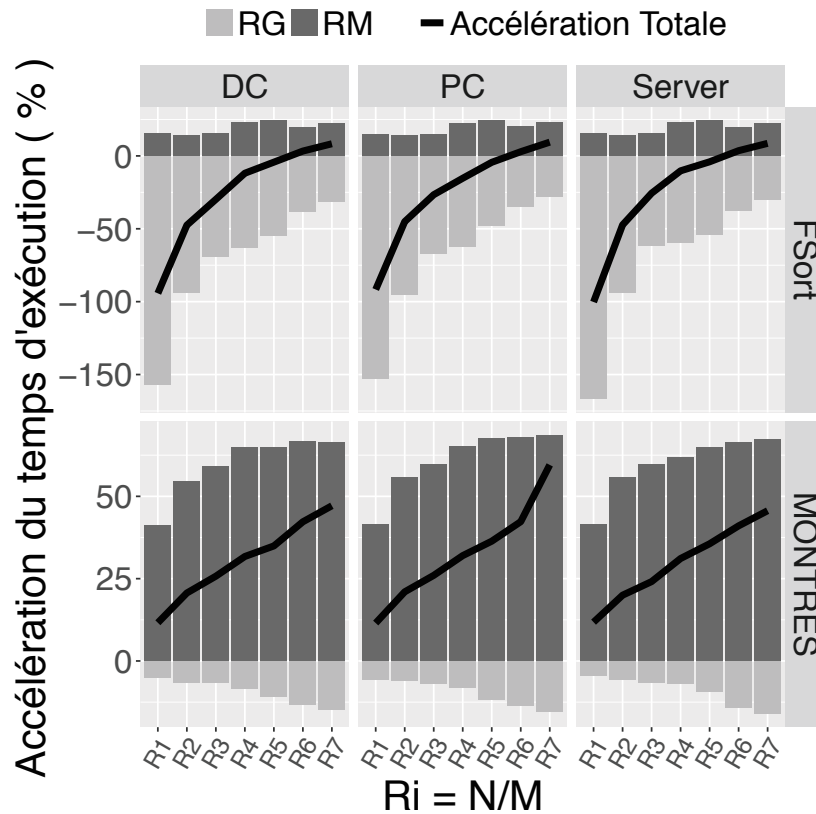 RG RM Accélération Totale
DC PC Server
Accélération du temps d'exécution ( % )
0
−50
−100
−150
FSort
50
25
0
MONTRES
R1 R2 R3 R4 R5 R6 R7 R1 R2 R3 R4 R5 R6 R7 R1 R2 R3 R4 R5 R6 R7
Ri = N/M